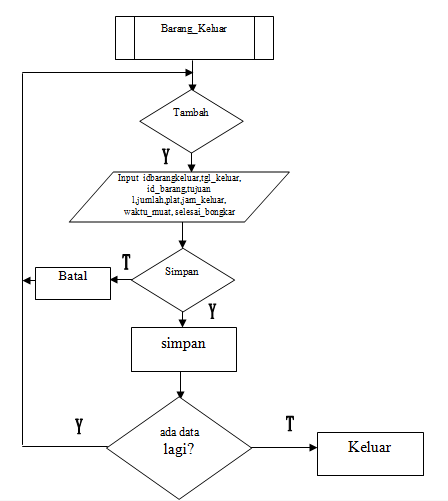 Barang_Keluar
Tambah
Y
Input idbarangkeluar,tgl_keluar,
id_barang,tujuan
1,jumlah,plat,jam_keluar,
waktu_muat, selesai_bongkar
Simpan
T
Batal
Y
simpan
ada data
lagi?
Y
T
Keluar